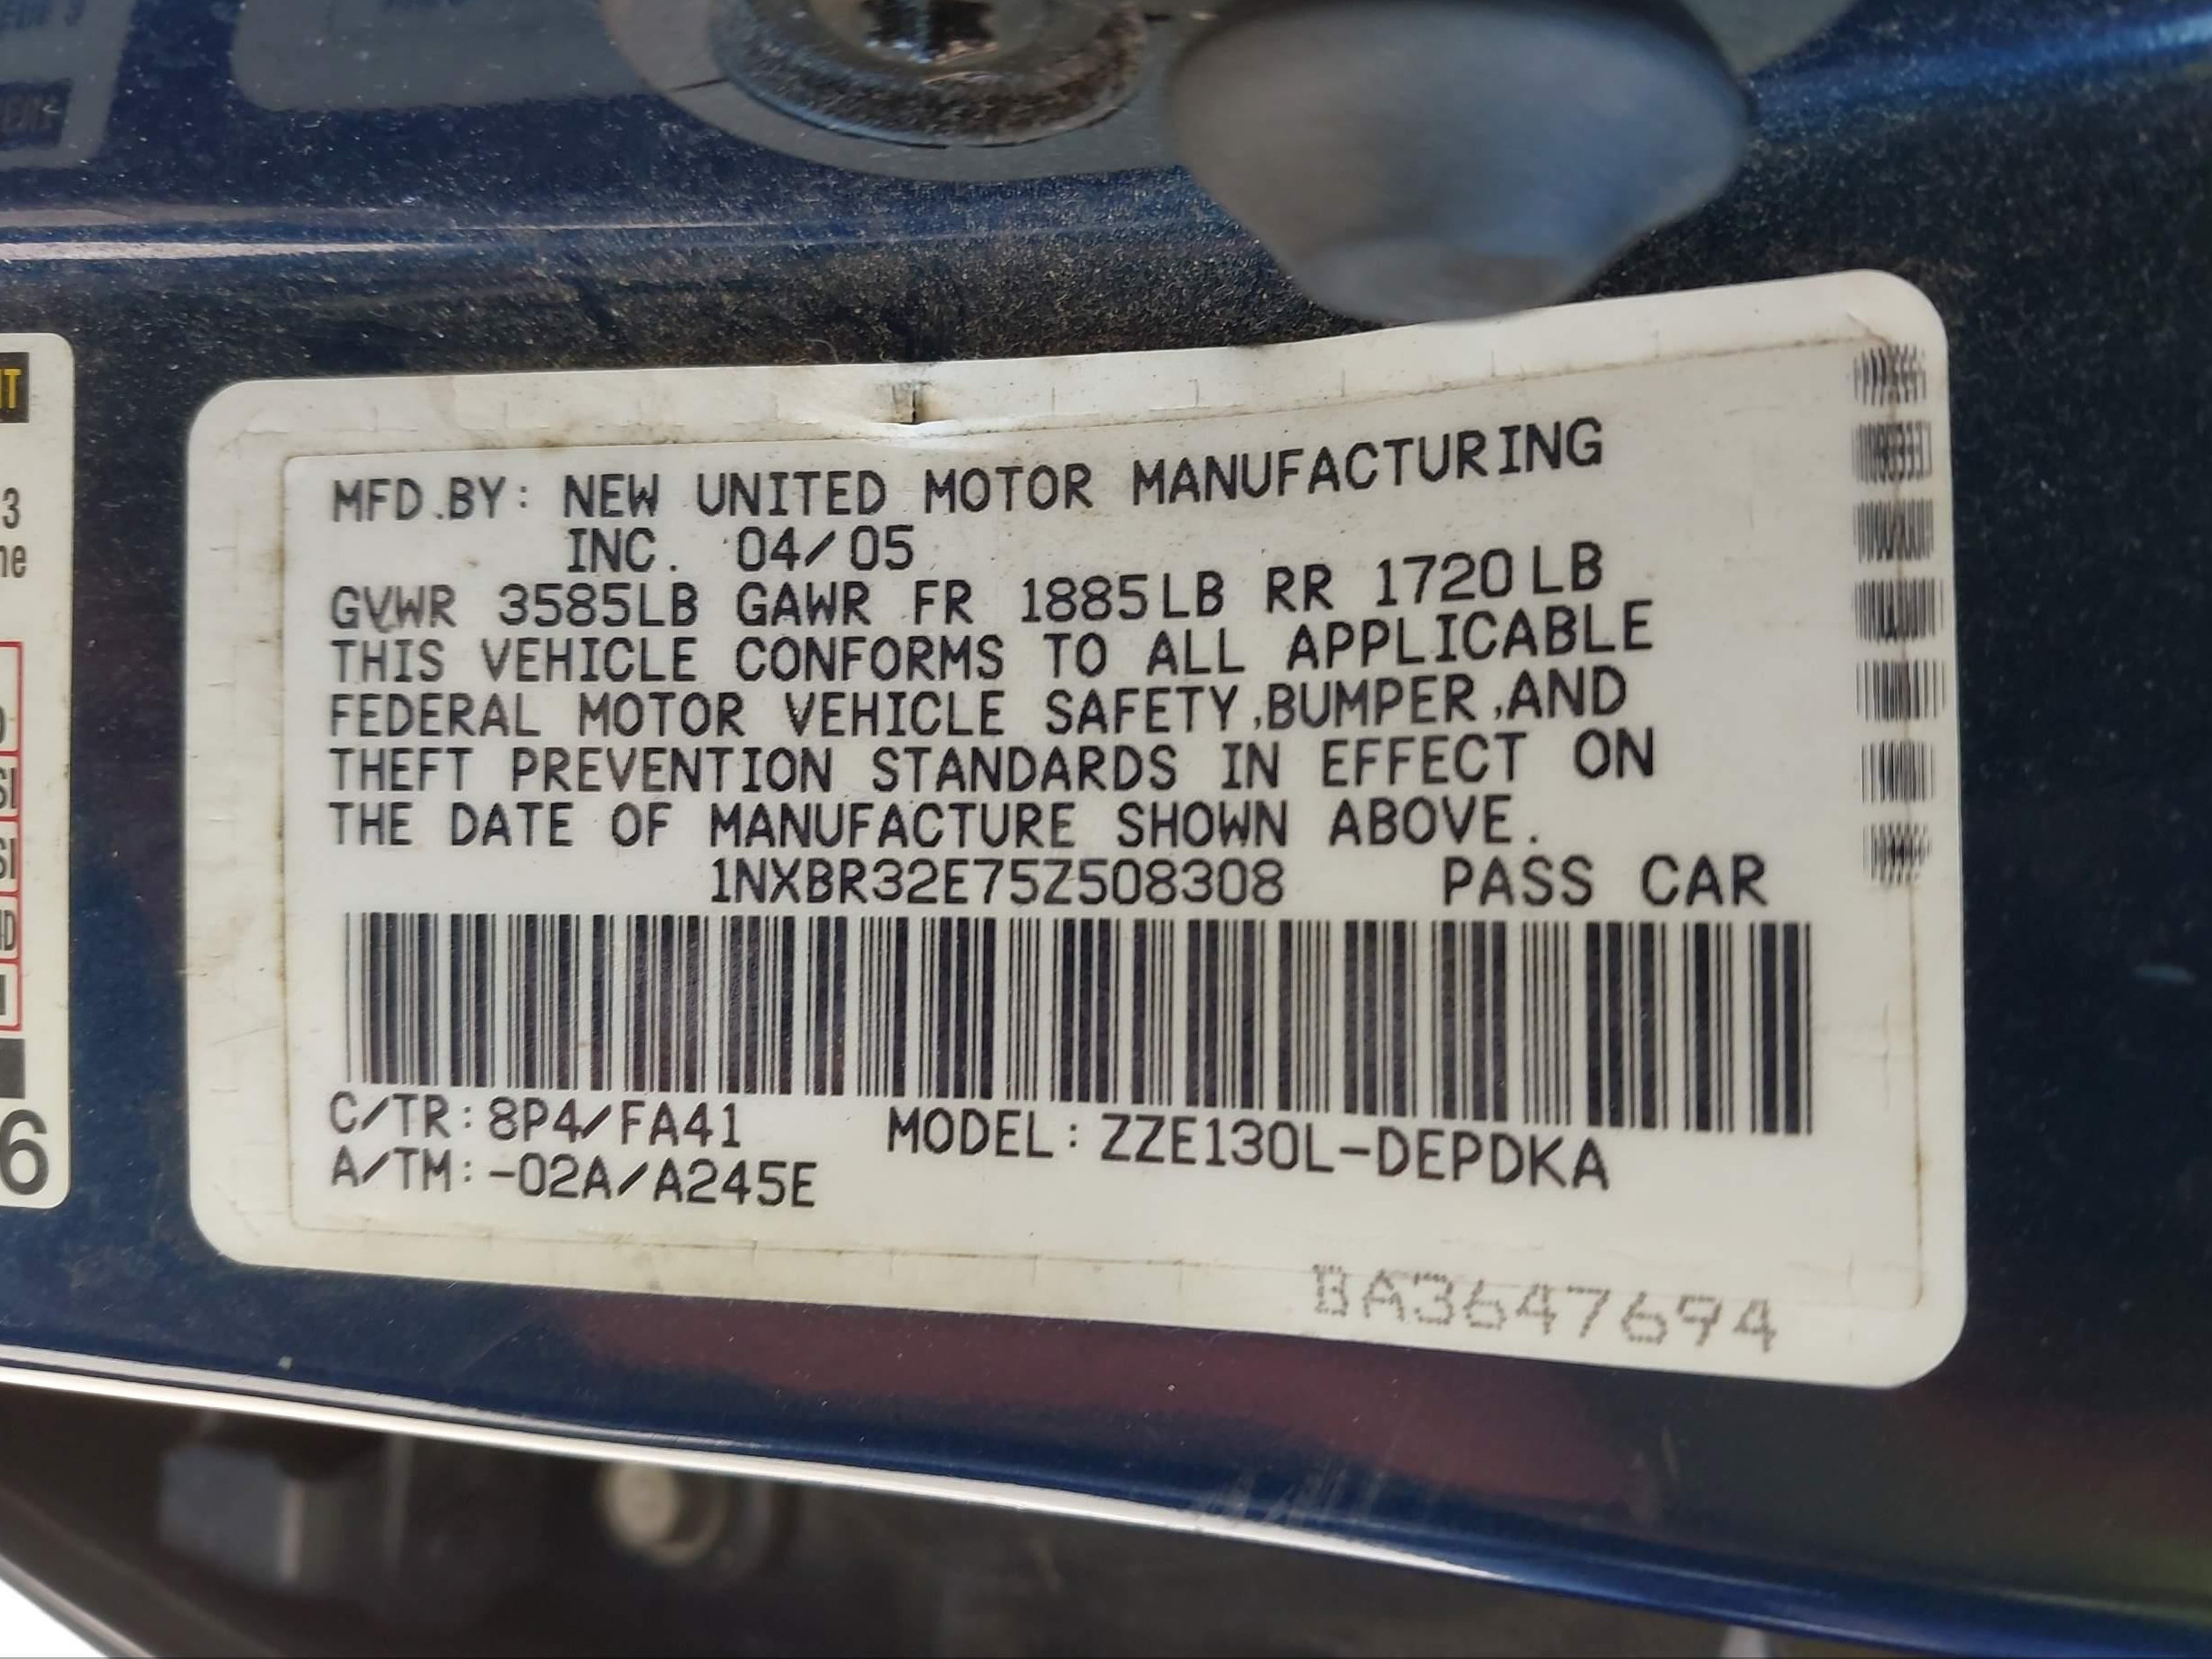 MFD.BY: NEW UNITED MOTOR MANUFACTURING
INC. 04/05
GVWR 3585LB GAWR FR 1885LB RR 1720LB
THIS VEHICLE CONFORMS TO ALL APPLICABLE
FEDERAL MOTOR VEHICLE SAFETY,BUMPER,AND
THEFT PREVENTION STANDARDS IN EFFECT ON
THE DATE OF MANUFACTURE SHOWN ABOVE.
1NXBR32E75Z508308 PASS CAR
C/TR:8P4/FA41 MODEL:ZZE130L-DEPDKA
A/TM:-02A/A245E
BA3647694
3
6